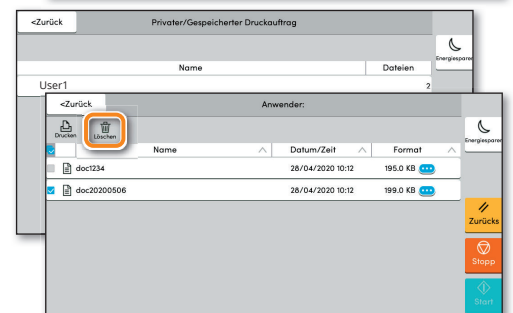 <Zurück Privater/Gespeicherter Druckauftrag
Energiesparen
Name Dateien
User1 2
<Zurück Anwender:
Drucken Löschen
Energiesparen
Name Datum/Zeit Format
doc1234 28/04/2020 10:12 195.0 KB
doc20200506 28/04/2020 10:12 199.0 KB
Zurücks
Stopp
Start